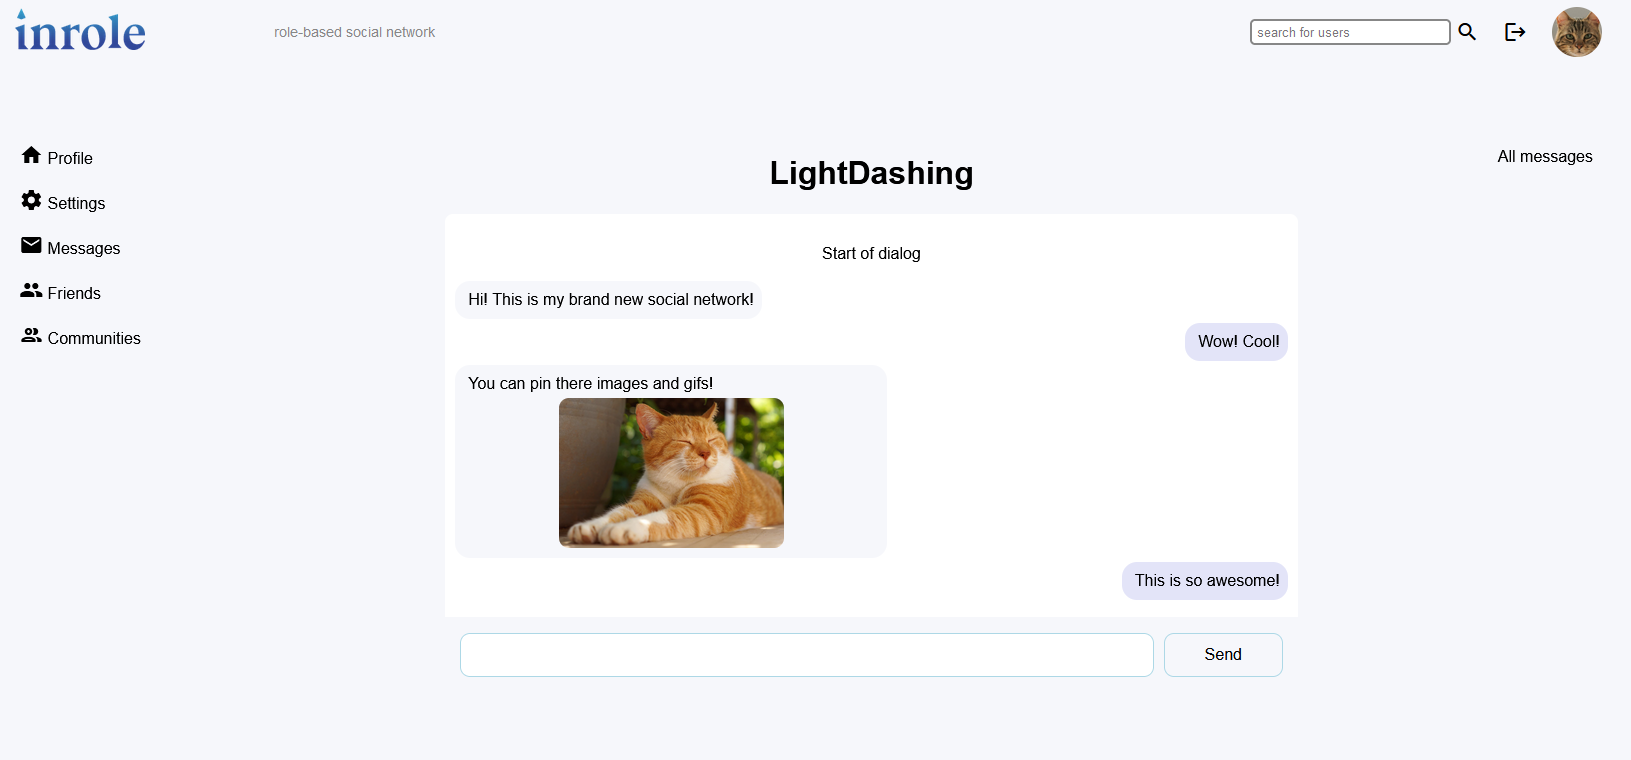 inrole
role-based social network
search for users
Profile
Settings
Messages
Friends
Communities
LightDashing
All messages
Start of dialog
Hi! This is my brand new social network!
Wow! Cool!
You can pin there images and gifs!
This is so awesome!
Send